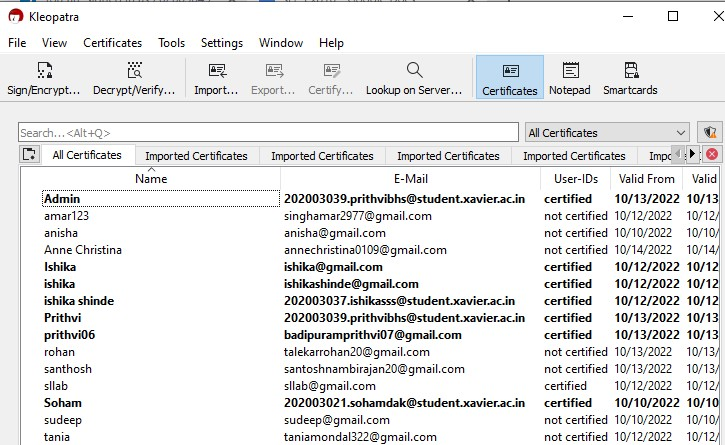 Kleopatra
File View Certificates Tools Settings Window Help
Sign/Encrypt... Decrypt/Verify... Import... Export... Certify... Lookup on Server... Certificates Notepad Smartcards
Search...<Alt+Q> All Certificates
All Certificates Imported Certificates Imported Certificates Imported Certificates Imported Certificates Impo
Name E-Mail User-IDs Valid From Valid
Admin 202003039.prithvibhs@student.xavier.ac.in certified 10/13/2022 10/13
amar123 singhamar2977@gmail.com not certified 10/12/2022 10/12/
anisha anisha@gmail.com not certified 10/10/2022 10/10/
Anne Christina annechristina0109@gmail.com not certified 10/14/2022 10/14/
Ishika ishika@gmail.com certified 10/12/2022 10/12
ishika ishikashinde@gmail.com certified 10/12/2022 10/12
ishika shinde 202003037.ishikasss@student.xavier.ac.in certified 10/12/2022 10/12
Prithvi 202003039.prithvibhs@student.xavier.ac.in certified 10/13/2022 10/13
prithvi06 badipuramprithvi07@gmail.com certified 10/13/2022 10/13
rohan talekarrohan20@gmail.com not certified 10/13/2022 10/13/
santhosh santoshnambirajan20@gmail.com not certified 10/13/2022 10/13/
sllab sllab@gmail.com certified 10/12/2022 10/12/
Soham 202003021.sohamdak@student.xavier.ac.in certified 10/10/2022 10/10
sudeep sudeep@gmail.com not certified 10/10/2022 10/10/
tania taniamondal322@gmail.com not certified 10/12/2022 10/12/